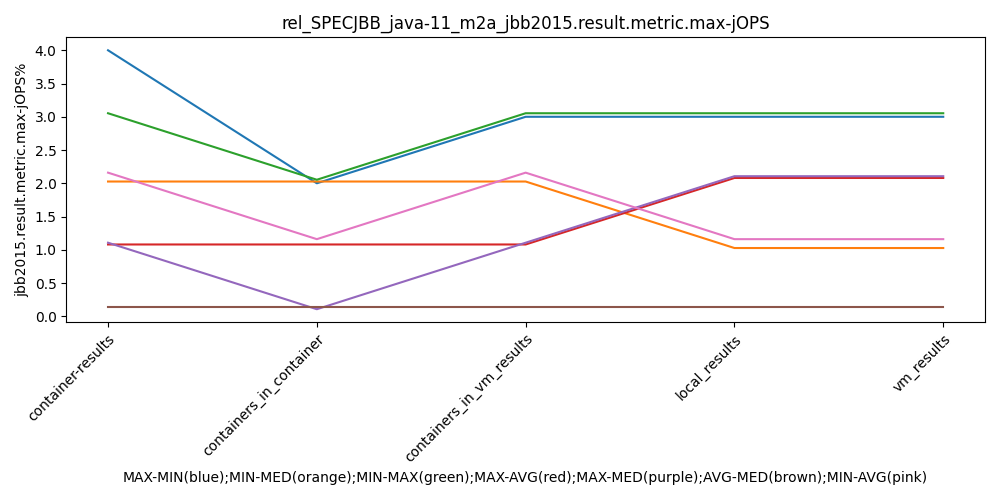 rel_SPECJBB_java-11_m2a_jbb2015.result.metric.max-jOPS
jbb2015.result.metric.max-jOPS%
4.0
3.5
3.0
2.5
2.0
1.5
1.0
0.5
0.0
container-results
containers_in_container
containers_in_vm_results
local_results
vm_results
MAX-MIN(blue);MIN-MED(orange);MIN-MAX(green);MAX-AVG(red);MAX-MED(purple);AVG-MED(brown);MIN-AVG(pink)